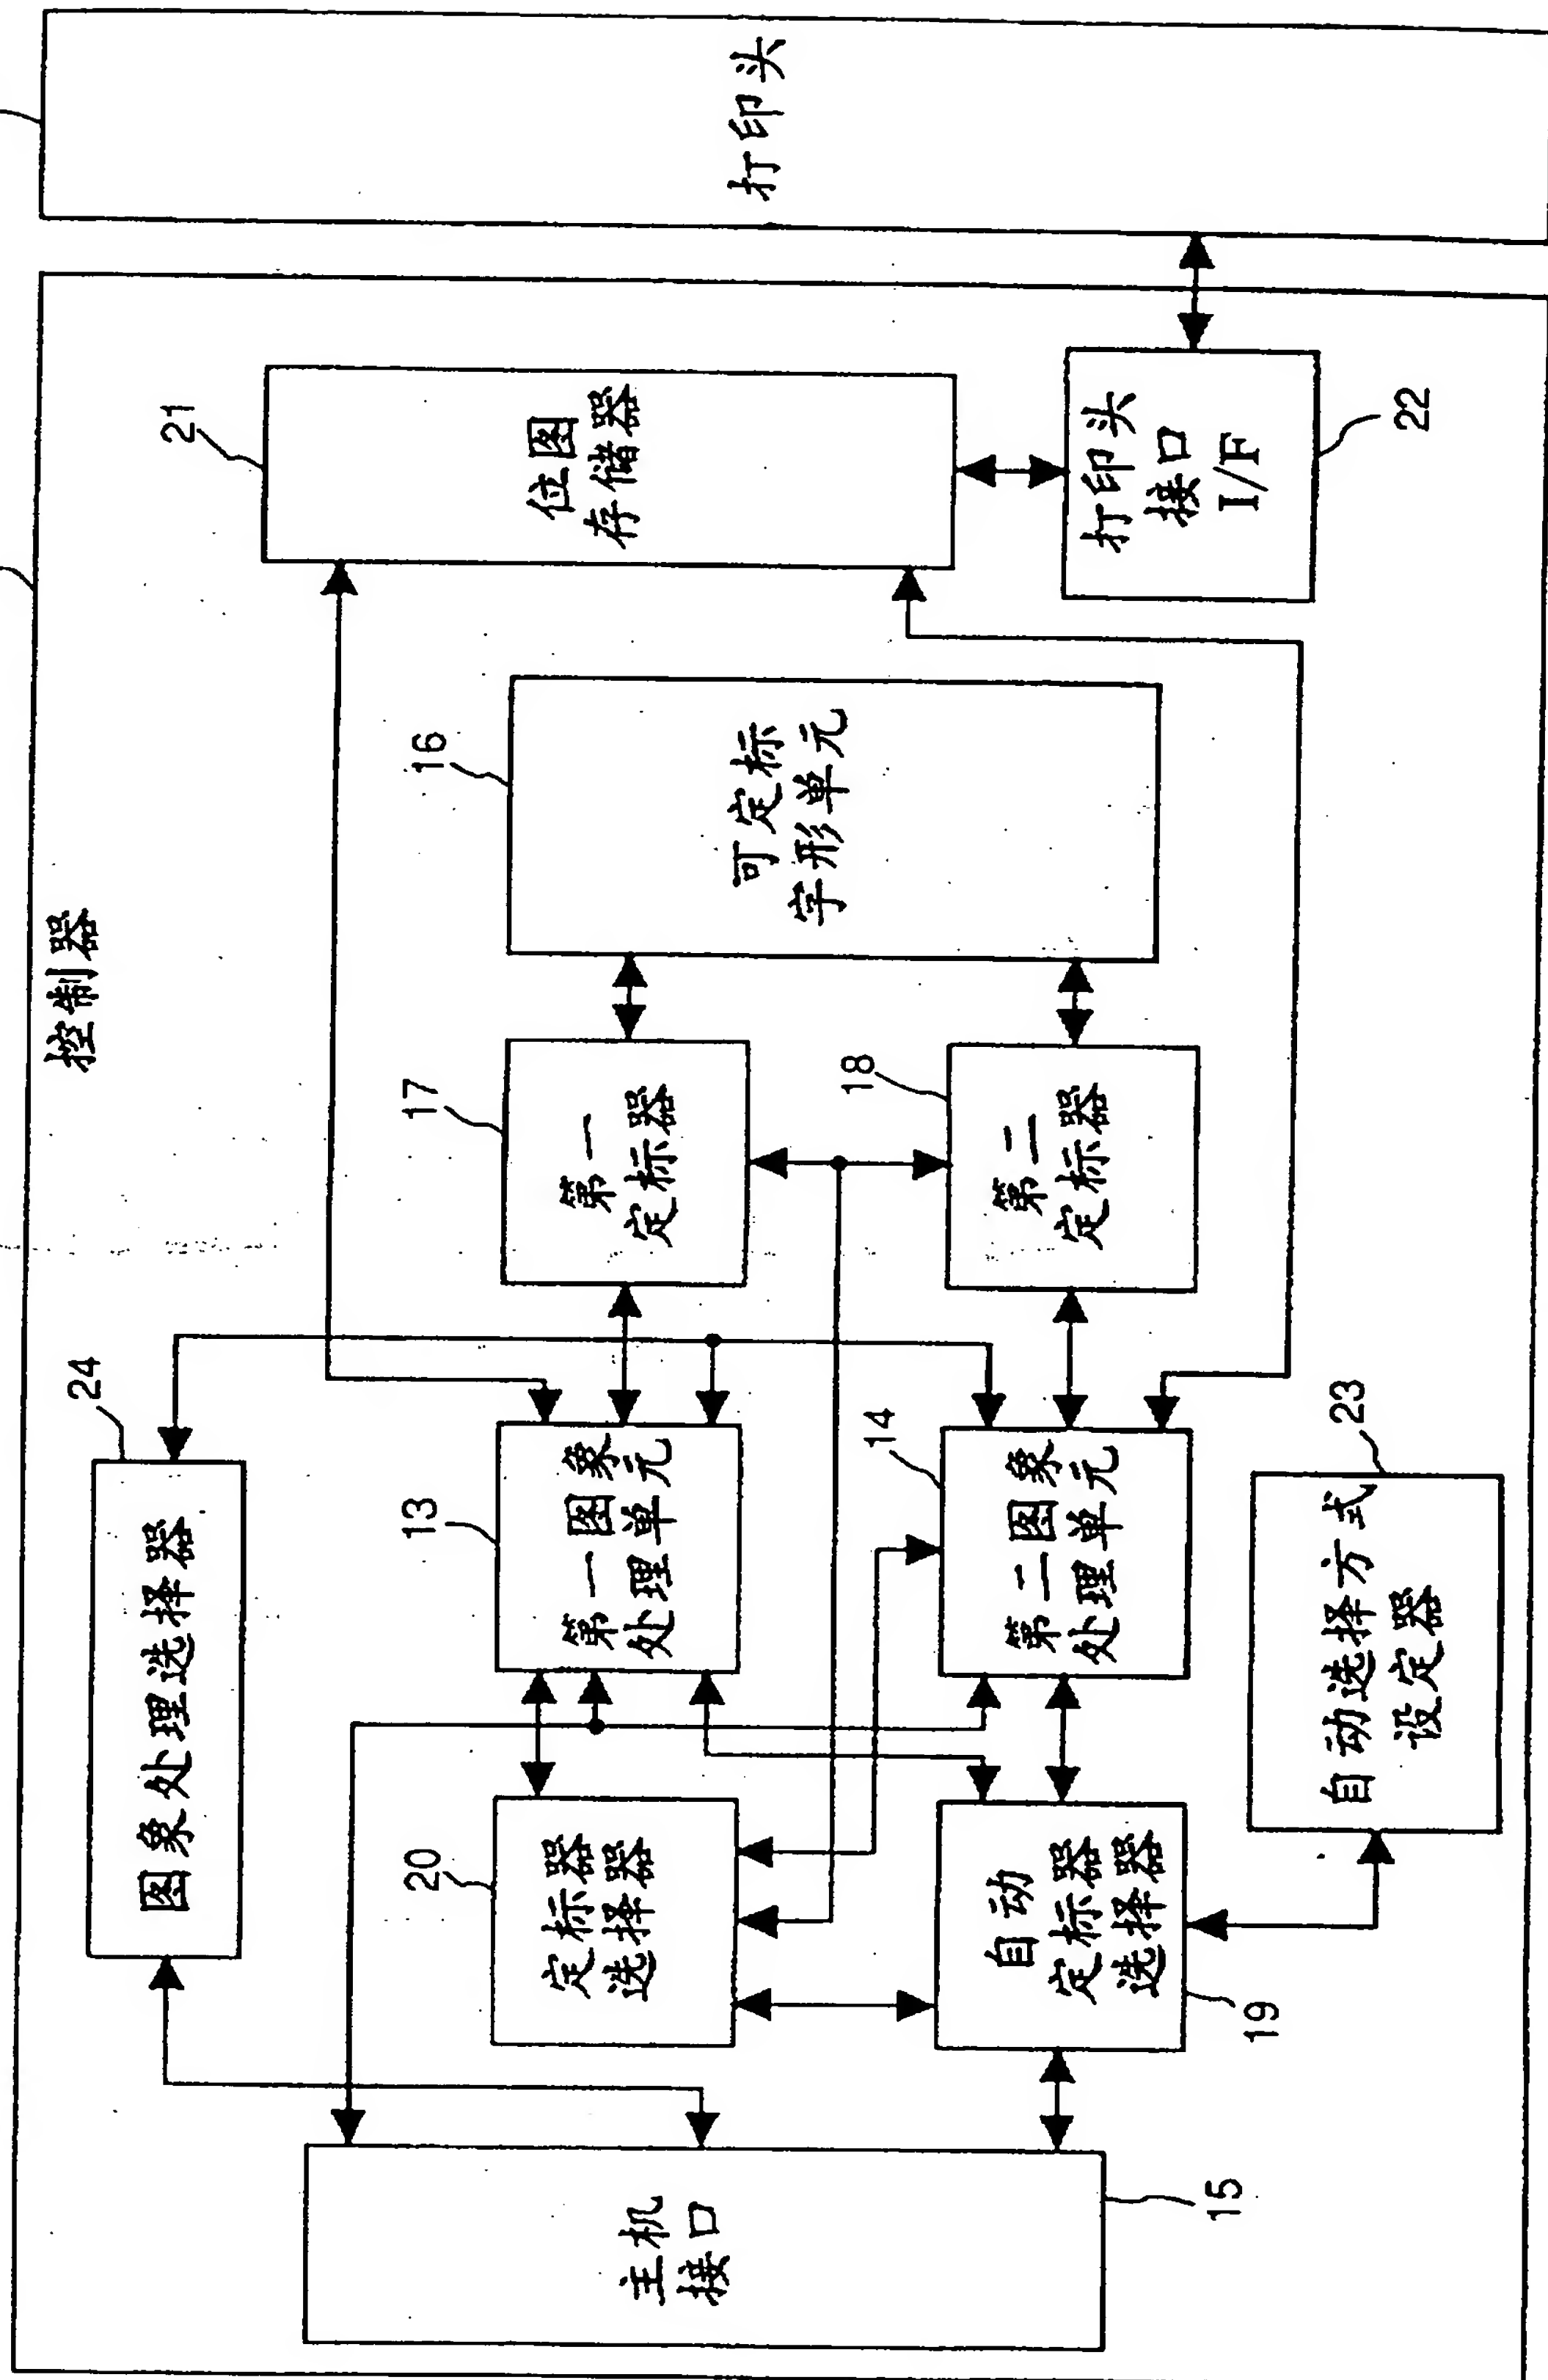 控制器
24
图象处理选择器
21
位图
存储器
16
可定标
字形单元
17
第一
定标器
13
第一图象
处理单元
20
定标器
选择器
主机
接口
15
18
第二
定标器
14
第二图象
处理单元
自动
定标器
选择器
19
23
自动选择方式
设定器
打印头
接口
I/F
22
打印头